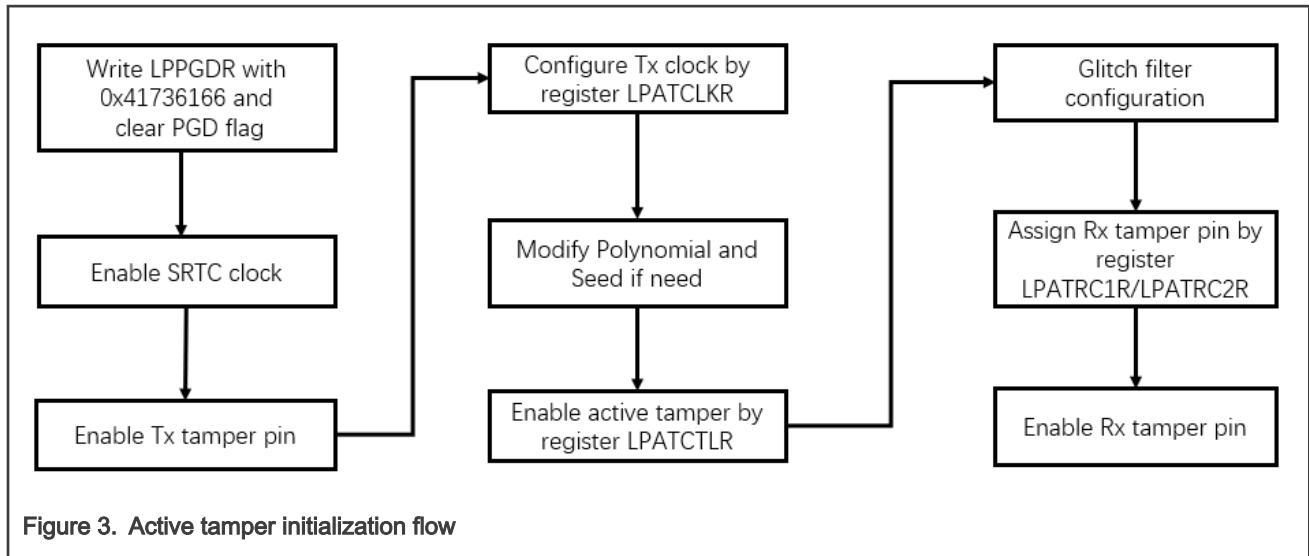 Write LPPGDR with
0x41736166 and
clear PGD flag
Enable SRTC clock
Enable Tx tamper pin
Configure Tx clock by
register LPATCLKR
Modify Polynomial and
Seed if need
Enable active tamper by
register LPATCTLR
Glitch filter
configuration
Assign Rx tamper pin by
register
LPATRC1R/LPATRC2R
Enable Rx tamper pin
Figure 3. Active tamper initialization flow